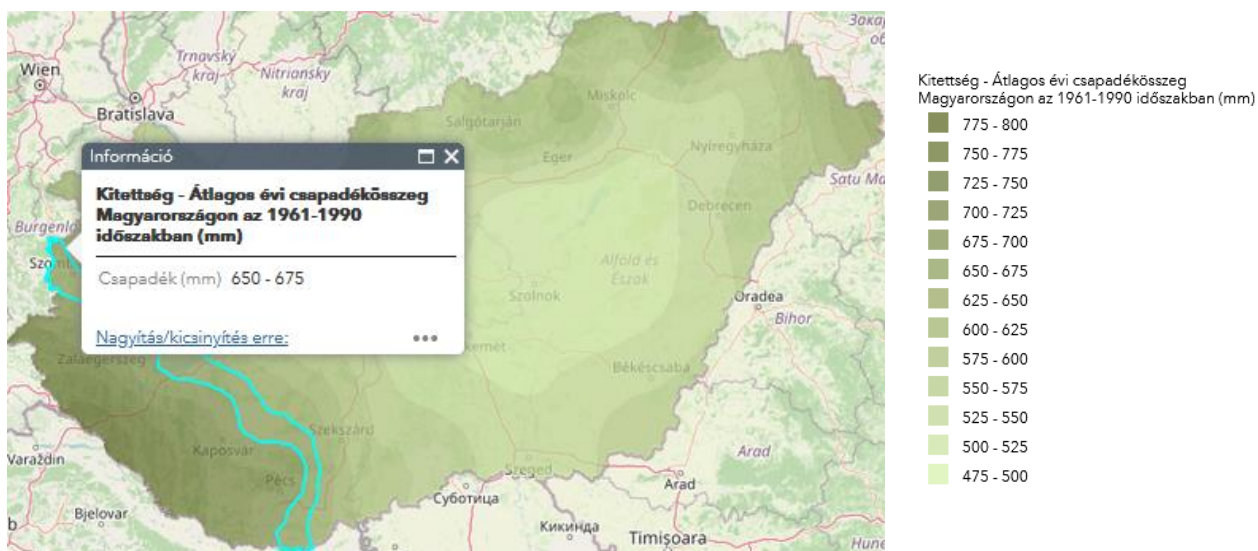 Wien
Bratislava
Trnavský
kraj
Nitriansky
kraj
Miskolc
Salgótarján
Eger
Nyíregyháza
Satu Ma
Debrecen
Burgenla
Szomb
Alföld és
Észak
Szolnok
Oradea
Bihor
kemét
Békéscsaba
Zalaegerszeg
Szekszárd
Kaposvár
Pécs
Szeged
Arad
Arad
Varaždin
Суботица
Bjelovar
Кикинда
Timișoara
Hune
Információ
Kitettség - Átlagos évi csapadékösszeg
Magyarországon az 1961-1990
időszakban (mm)
Csapadék (mm) 650 - 675
Nagyítás/kicsinyítés erre:
Kitettség - Átlagos évi csapadékösszeg
Magyarországon az 1961-1990 időszakban (mm)
775 - 800
750 - 775
725 - 750
700 - 725
675 - 700
650 - 675
625 - 650
600 - 625
575 - 600
550 - 575
525 - 550
500 - 525
475 - 500